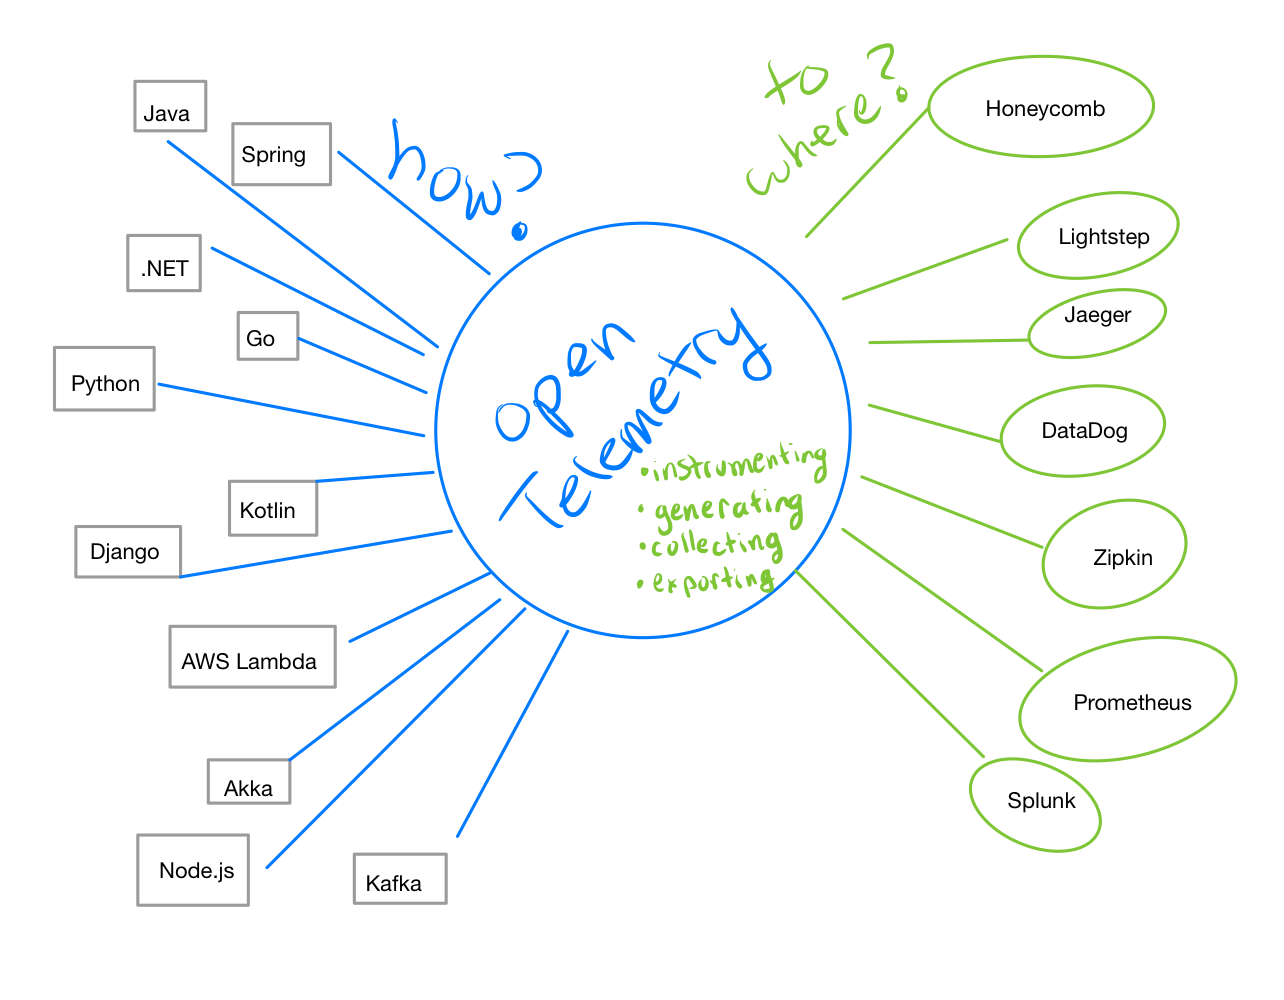 how?
to
where?
Java
Spring
.NET
Go
Python
Kotlin
Django
AWS Lambda
Akka
Node.js
Kafka
Open
Telemetry
• instrumenting
• generating
• collecting
• exporting
Honeycomb
Lightstep
Jaeger
DataDog
Zipkin
Prometheus
Splunk